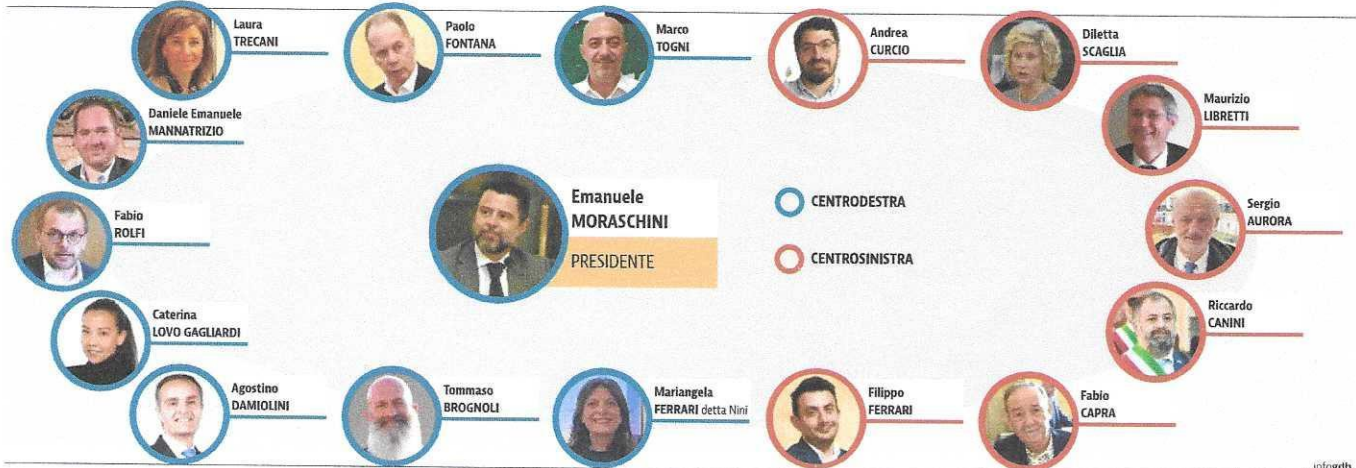 Laura
TRECANI
Paolo
FONTANA
Marco
TOGNI
Andrea
CURCIO
Diletta
SCAGLIA
Daniele Emanuele
MANNATRIZIO
Maurizio
LIBRETTI
Emanuele
MORASCHINI
PRESIDENTE
CENTRODESTRA
CENTROSINISTRA
Fabio
ROLFI
Sergio
AURORA
Caterina
LOVO GAGLIARDI
Riccardo
CANINI
Agostino
DAMIOLINI
Tommaso
BROGNOLI
Mariangela
FERRARI detta Nini
Filippo
FERRARI
Fabio
CAPRA
infogdb